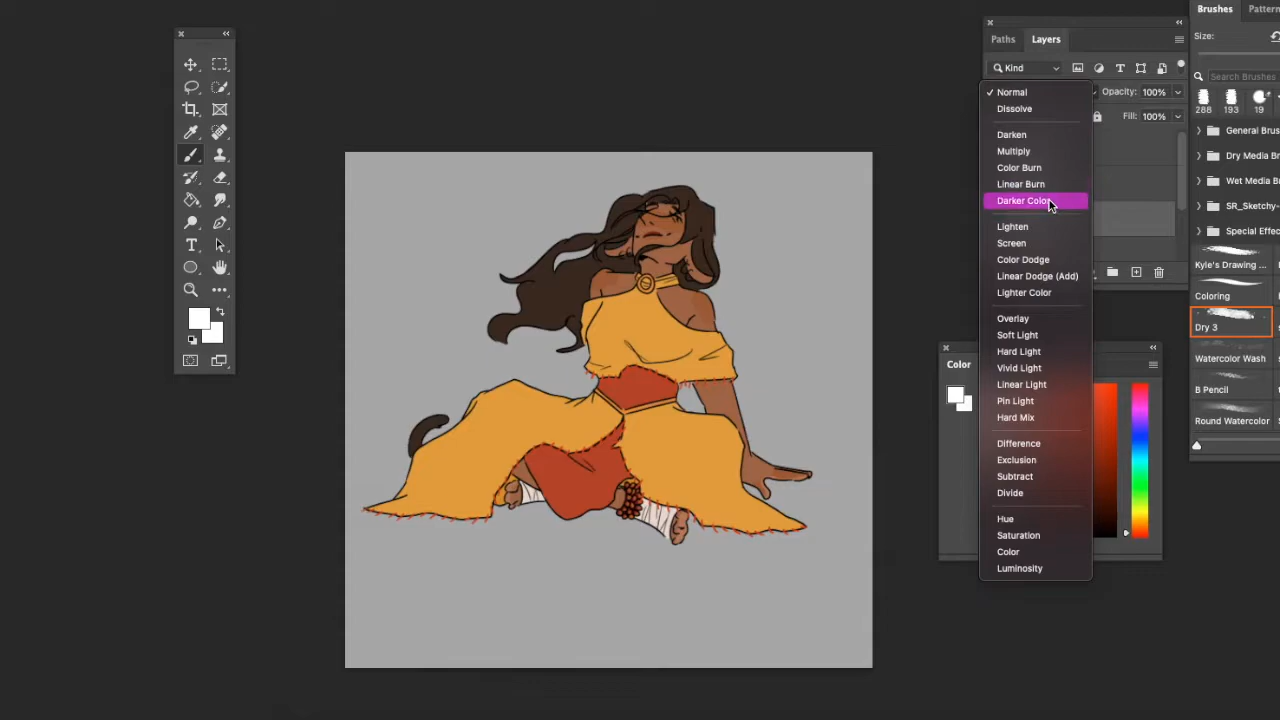 Brushes
Pattern
Paths
Layers
Size:
Kind
Search Brushes
Normal
Opacity: 100%
Dissolve
288
193
19
Fill: 100%
Darken
General Brus
Multiply
Dry Media B
Color Burn
Linear Burn
Wet Media B
Darker Color
SR_Sketchy-
Lighten
Special Effec
Screen
Color Dodge
Kyle's Drawing ...
Linear Dodge (Add)
Lighter Color
Coloring
Overlay
Dry 3
Soft Light
Hard Light
Watercolor Wash
Color
Vivid Light
Linear Light
B Pencil
Pin Light
Hard Mix
Round Watercolor
Difference
Exclusion
Subtract
Divide
Hue
Saturation
Color
Luminosity